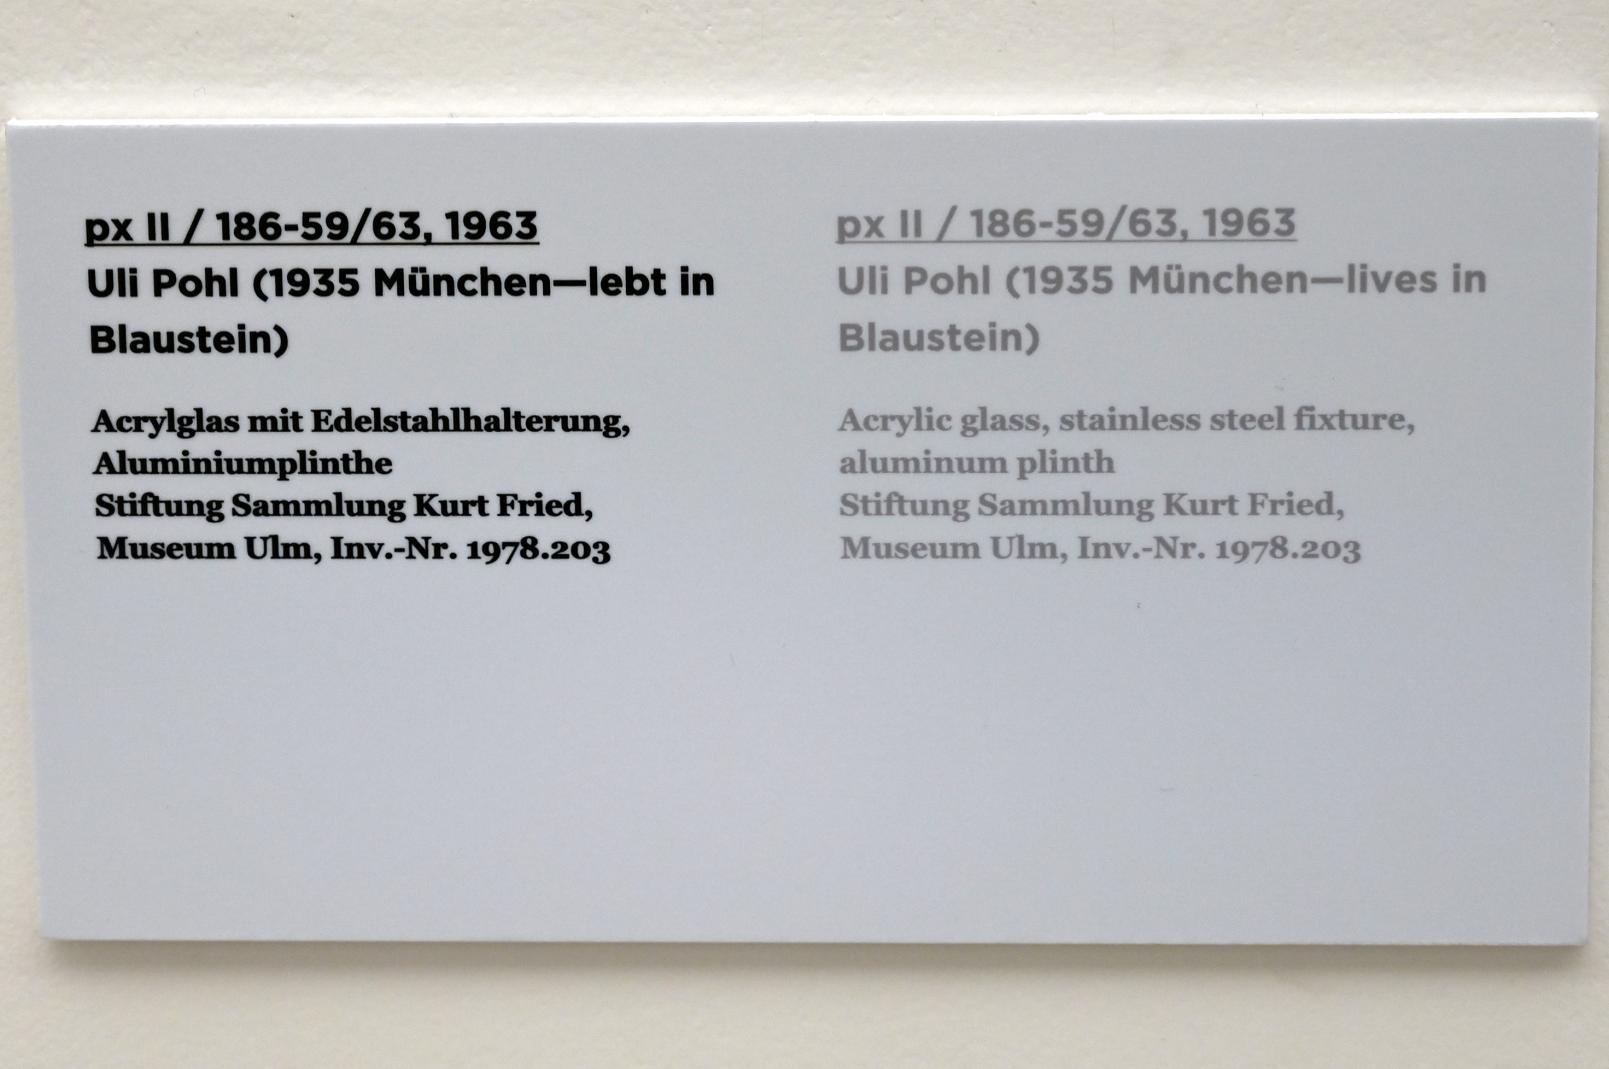 px II / 186-59/63, 1963
Uli Pohl (1935 München—lebt in
Blaustein)
Acrylglas mit Edelstahlhalterung,
Aluminiumplinthe
Stiftung Sammlung Kurt Fried,
Museum Ulm, Inv.-Nr. 1978.203
px II / 186-59/63, 1963
Uli Pohl (1935 München—lives in
Blaustein)
Acrylic glass, stainless steel fixture,
aluminum plinth
Stiftung Sammlung Kurt Fried,
Museum Ulm, Inv.-Nr. 1978.203